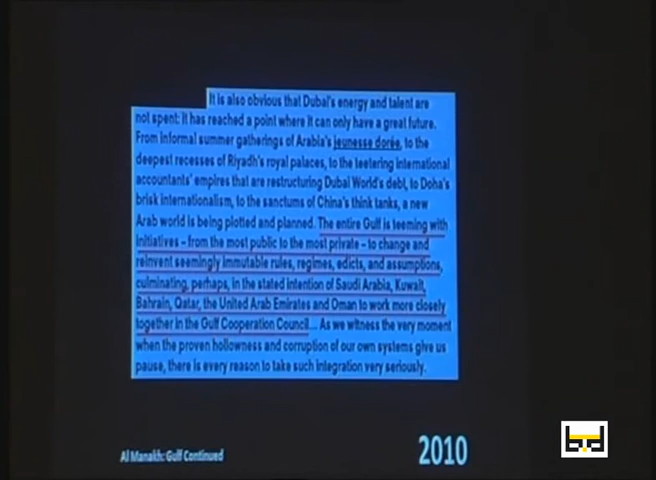 It is also obvious that Dubai's energy and talent are
not spent: it has reached a point where it can only have a great future.
From informal summer gatherings of Arabia's jeunesse dorée, to the
deepest recesses of Riyadh's royal palaces, to the teetering international
accountants' empires that are restructuring Dubai World's debt, to Doha's
brisk internationalism, to the sanctums of China's think tanks, a new
Arab world is being plotted and planned. The entire Gulf is teeming with
initiatives – from the most public to the most private – to change and
reinvent seemingly immutable rules, regimes, edicts, and assumptions,
culminating, perhaps, in the stated intention of Saudi Arabia, Kuwait,
Bahrain, Qatar, the United Arab Emirates and Oman to work more closely
together in the Gulf Cooperation Council... As we witness the very moment
when the proven hollowness and corruption of our own systems give us
pause, there is every reason to take such integration very seriously.
Al Manakh: Gulf Continued
2010